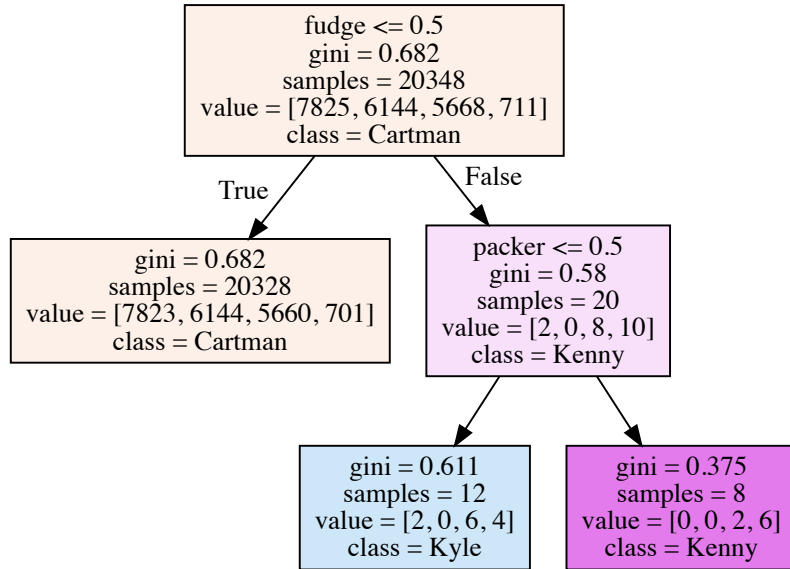 fudge <= 0.5
gini = 0.682
samples = 20348
value = [7825, 6144, 5668, 711]
class = Cartman
True
False
gini = 0.682
samples = 20328
value = [7823, 6144, 5660, 701]
class = Cartman
packer <= 0.5
gini = 0.58
samples = 20
value = [2, 0, 8, 10]
class = Kenny
gini = 0.611
samples = 12
value = [2, 0, 6, 4]
class = Kyle
gini = 0.375
samples = 8
value = [0, 0, 2, 6]
class = Kenny